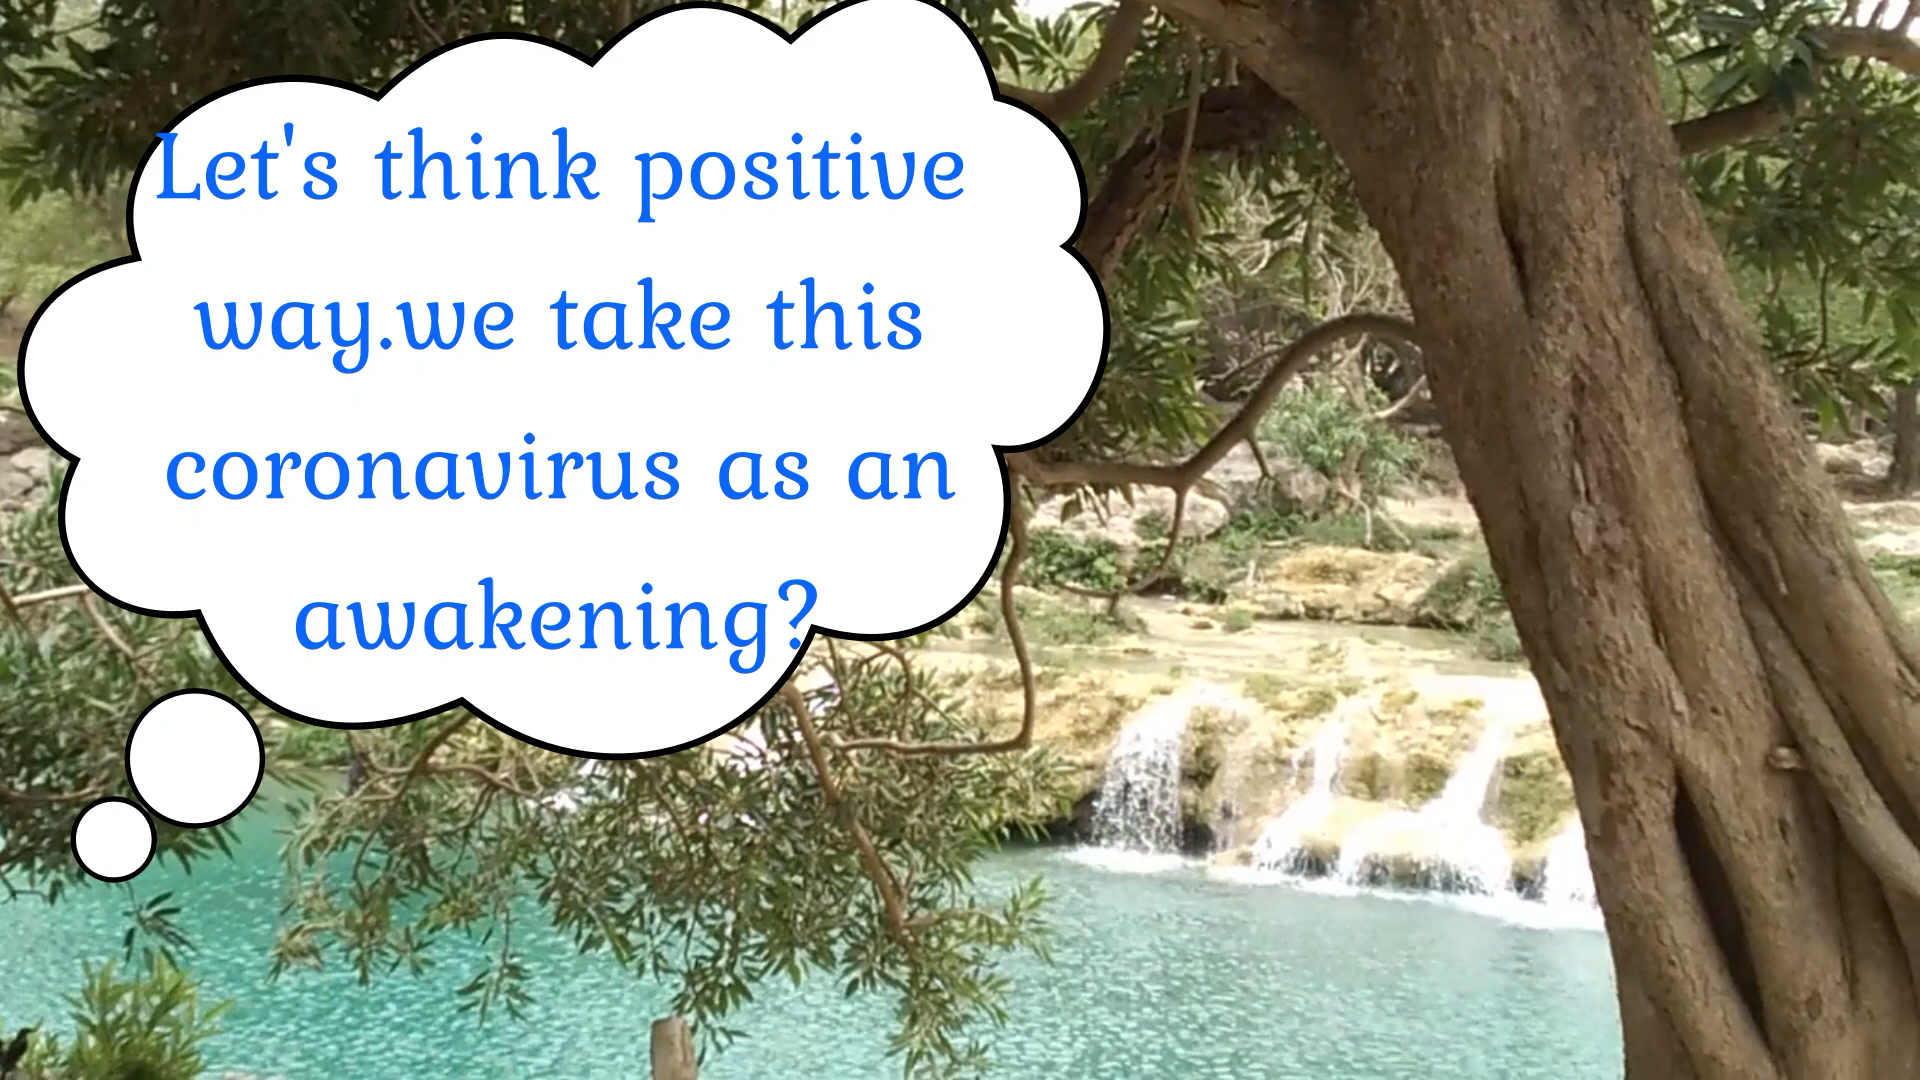 Let's think positive
way.we take this
coronavirus as an
awakening?